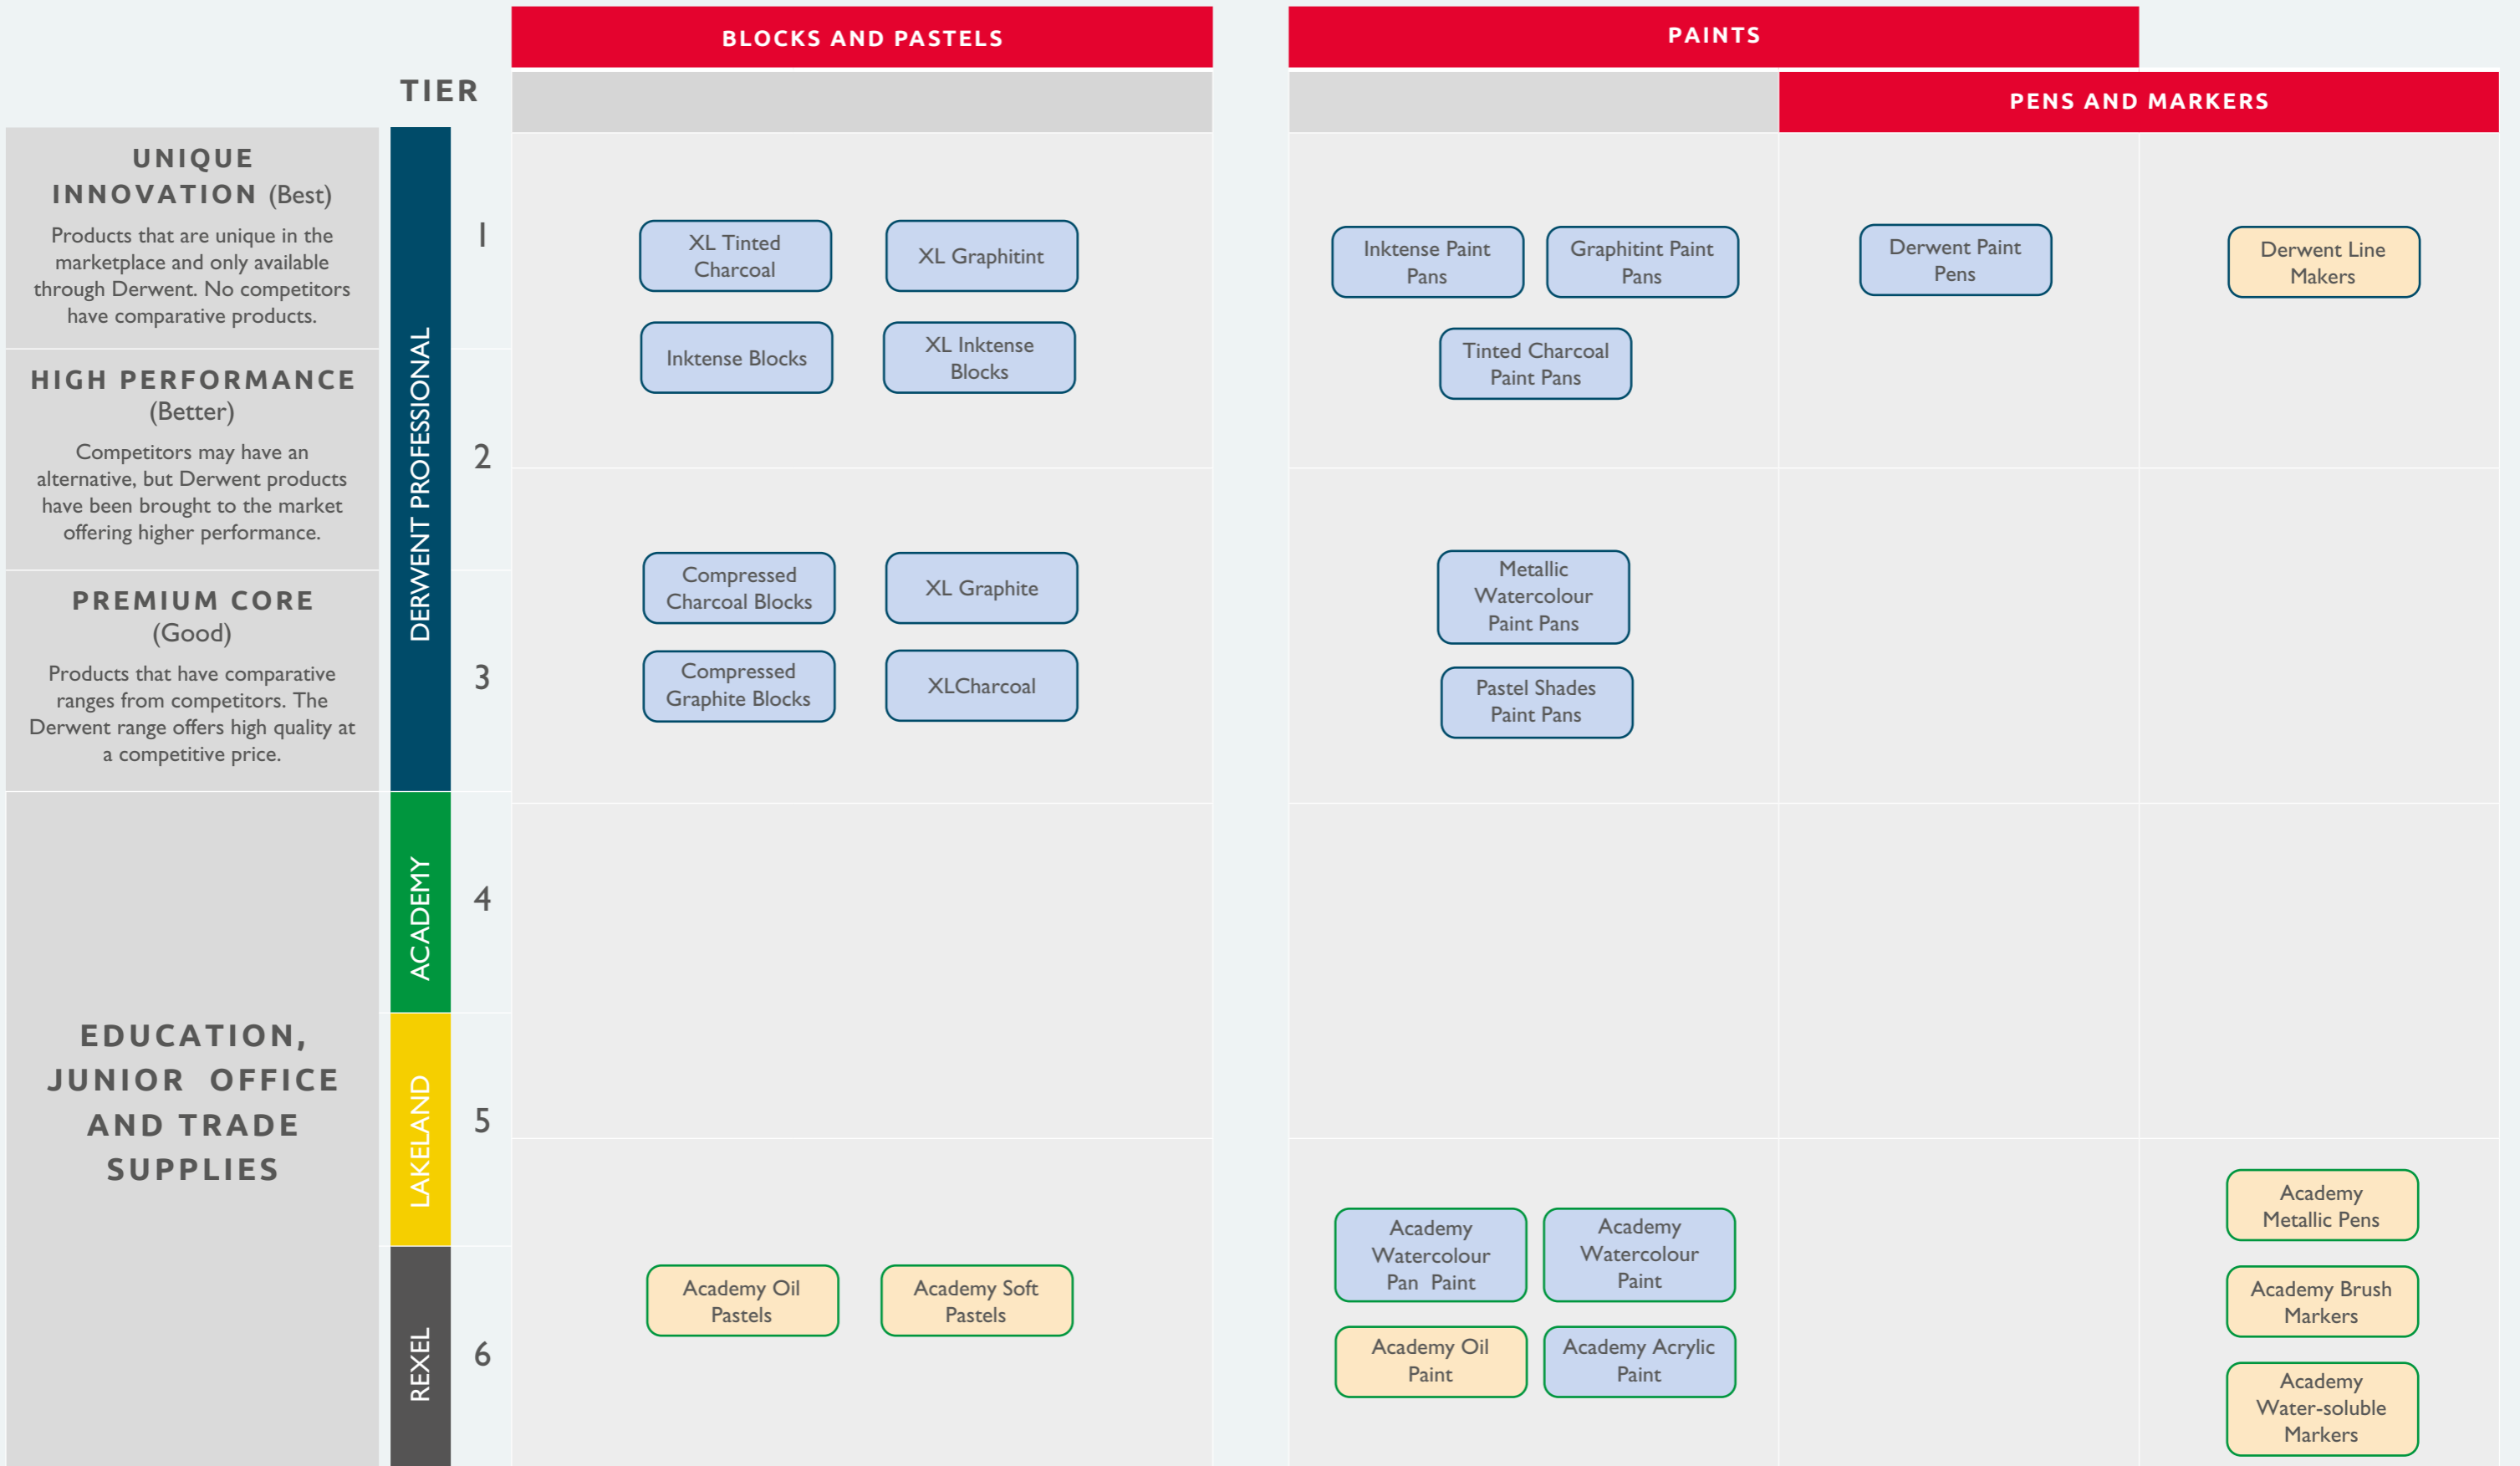 BLOCKS AND PASTELS
PAINTS
TIER
PENS AND MARKERS
UNIQUE
INNOVATION (Best)
Products that are unique in the
marketplace and only available
through Derwent. No competitors
have comparative products.
HIGH PERFORMANCE
(Better)
Competitors may have an
alternative, but Derwent products
have been brought to the market
offering higher performance.
PREMIUM CORE
(Good)
Products that have comparative
ranges from competitors. The
Derwent range offers high quality at
a competitive price.
EDUCATION,
JUNIOR OFFICE
AND TRADE
SUPPLIES
DERWENT PROFESSIONAL
ACADEMY
LAKELAND
REXEL
1
2
3
4
5
6
XL Tinted
Charcoal
XL Graphitint
Inktense Blocks
XL Inktense
Blocks
Compressed
Charcoal Blocks
XL Graphite
Compressed
Graphite Blocks
XLCharcoal
Academy Oil
Pastels
Academy Soft
Pastels
Inktense Paint
Pans
Graphitint Paint
Pans
Tinted Charcoal
Paint Pans
Metallic
Watercolour
Paint Pans
Pastel Shades
Paint Pans
Academy
Watercolour
Pan Paint
Academy
Watercolour
Paint
Academy Oil
Paint
Academy Acrylic
Paint
Derwent Paint
Pens
Derwent Line
Makers
Academy
Metallic Pens
Academy Brush
Markers
Academy
Water-soluble
Markers